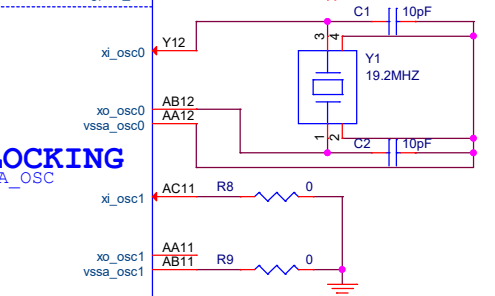 C1 10pF
3 4
Y12
xi_osc0
Y1
19.2MHZ
xo_osc0 AB12
vssa_osc0 AA12
1 2
C2 10pF
LOCKING
A_OSC
xi_osc1 AC11 R8 0
xo_osc1 AA11
vssa_osc1 AB11 R9 0